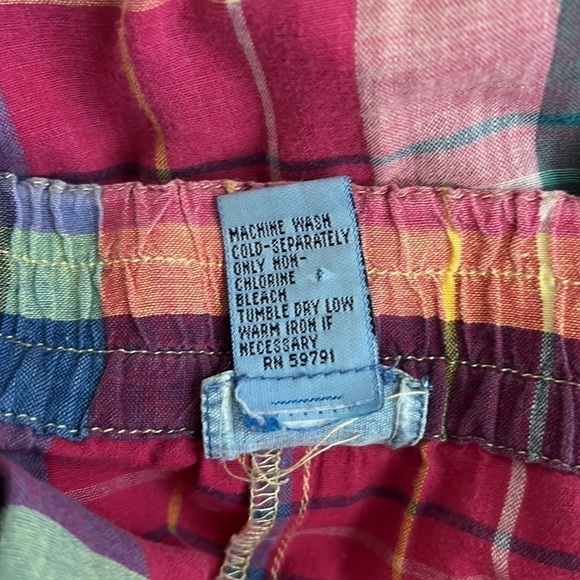 MACHINE WASH
COLD-SEPARATELY
ONLY NON-
CHLORINE
BLEACH
TUMBLE DRY LOW
WARM IRON IF
NECESSARY
RN 59791